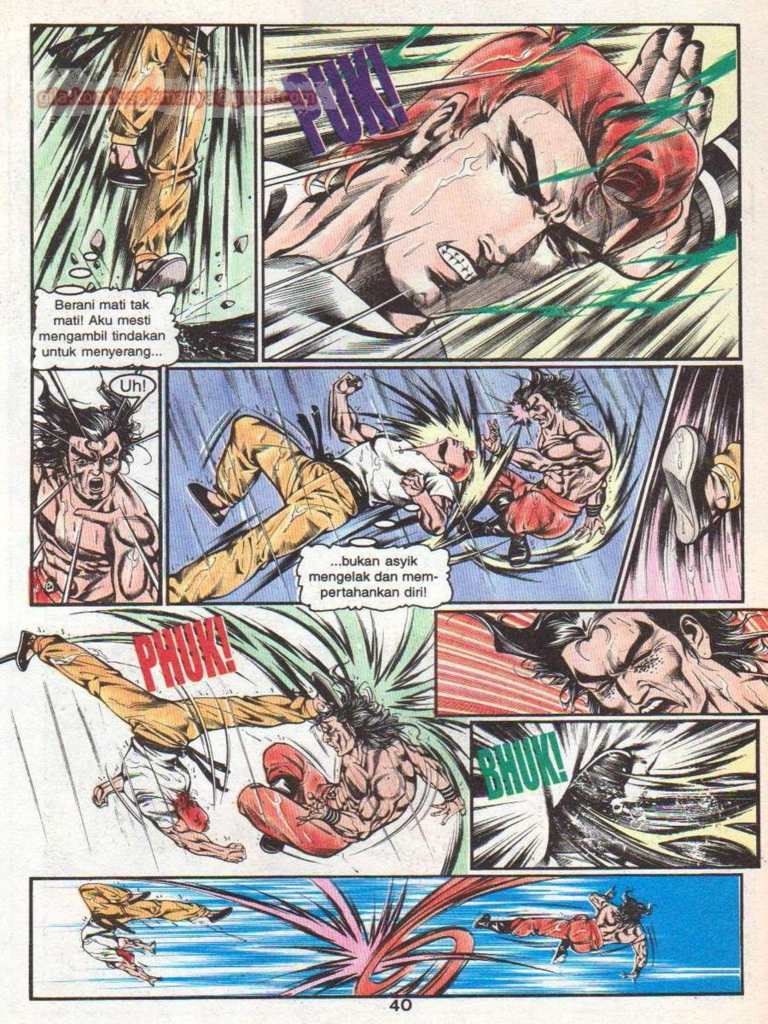 PUK!
Berani mati tak
mati! Aku mesti
mengambil tindakan
untuk menyerang...
Uh!
...bukan asyik
mengelak dan mem-
pertahankan diri!
PHUK!
BHUK!
40